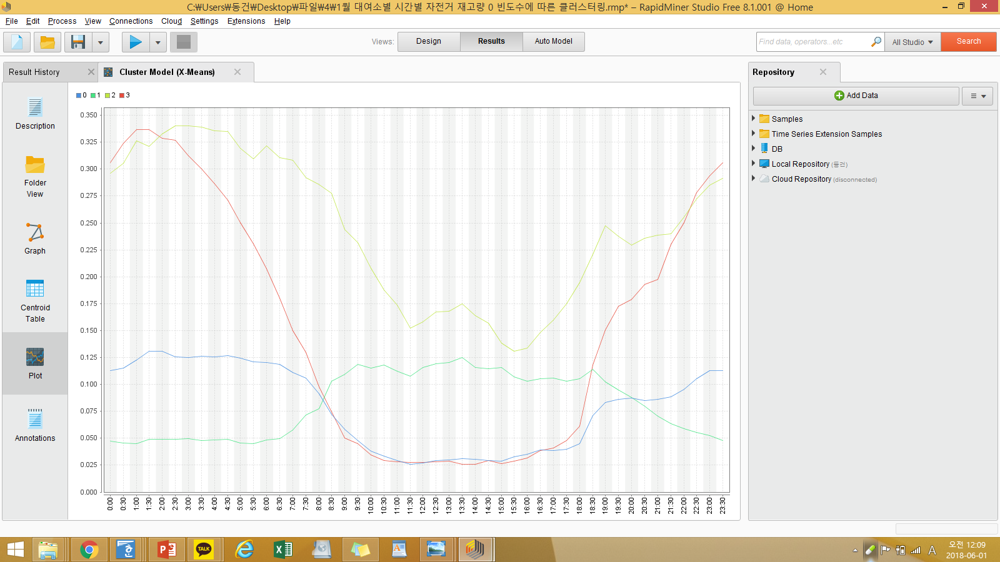 C:₩Users₩동건₩Desktop₩파일₩4₩1월 대여소별 시간별 자전거 재고량 0 빈도수에 따른 클러스터링.rmp* – RapidMiner Studio Free 8.1.001 @ Home
File Edit Process View Connections Cloud Settings Extensions Help
Views: Design Results Auto Model
Find data, operators...etc All Studio Search
Result History Cluster Model (X-Means)
Repository
Add Data
Samples
Time Series Extension Samples
DB
Local Repository (동건)
Cloud Repository (disconnected)
Description
Folder
View
Graph
Centroid
Table
Plot
Annotations
0 1 2 3
0.350
0.325
0.300
0.275
0.250
0.225
0.200
0.175
0.150
0.125
0.100
0.075
0.050
0.025
0.000
0:00 0:30 1:00 1:30 2:00 2:30 3:00 3:30 4:00 4:30 5:00 5:30 6:00 6:30 7:00 7:30 8:00 8:30 9:00 9:30 10:00 10:30 11:00 11:30 12:00 12:30 13:00 13:30 14:00 14:30 15:00 15:30 16:00 16:30 17:00 17:30 18:00 18:30 19:00 19:30 20:00 20:30 21:00 21:30 22:00 22:30 23:00 23:30
TALK
A
오전 12:09
2018-06-01